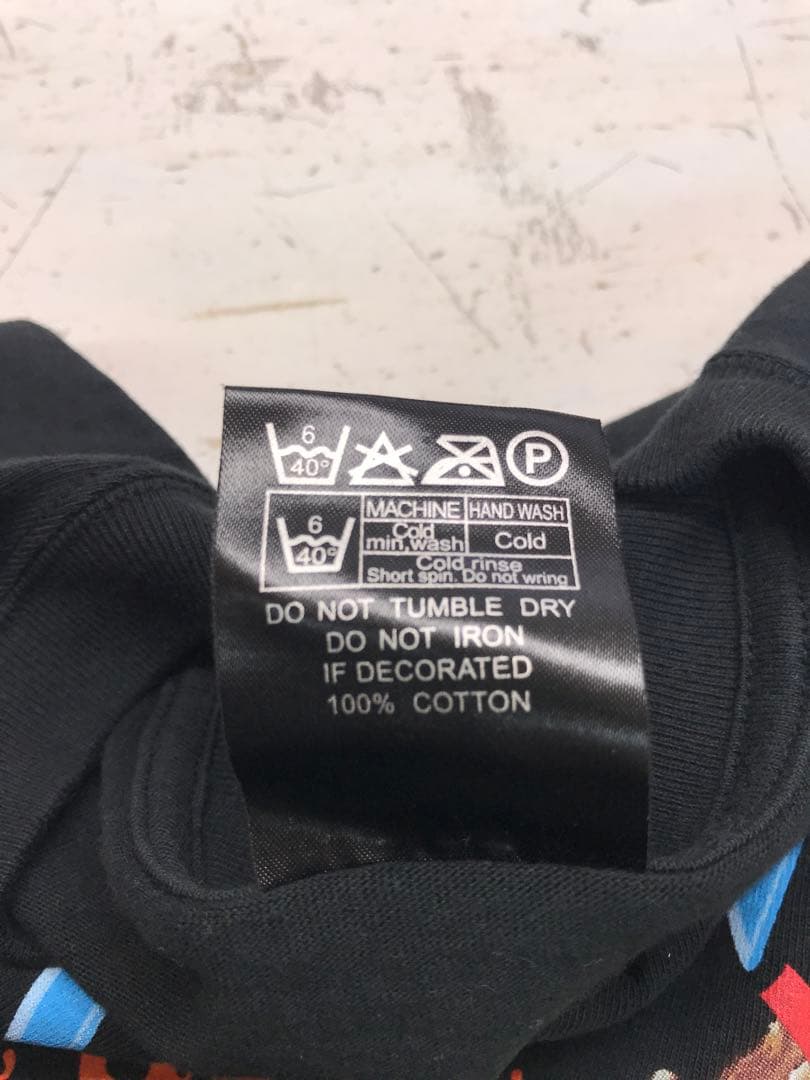 6
40°
P
6
40°
MACHINE HAND WASH
Cold
min,wash Cold
Cold rinse
Short spin. Do not wring
DO NOT TUMBLE DRY
DO NOT IRON
IF DECORATED
100% COTTON